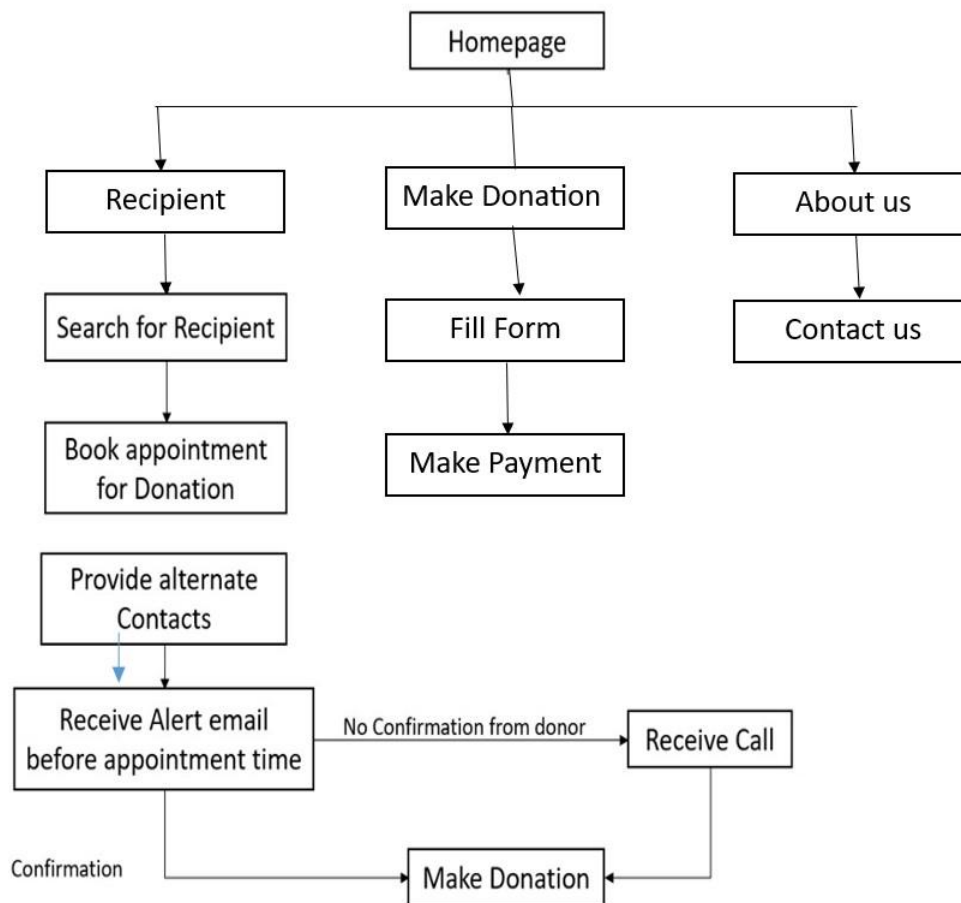 Homepage
Recipient
Make Donation
About us
Search for Recipient
Fill Form
Contact us
Book appointment
for Donation
Make Payment
Provide alternate
Contacts
Receive Alert email
before appointment time
No Confirmation from donor
Receive Call
Confirmation
Make Donation